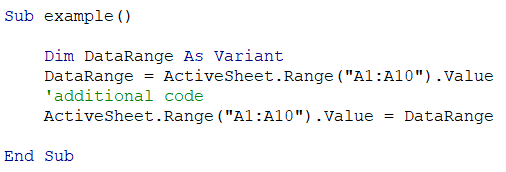 Sub example()
Dim DataRange As Variant
DataRange = ActiveSheet.Range("A1:A10").Value
'additional code
ActiveSheet.Range("A1:A10").Value = DataRange
End Sub